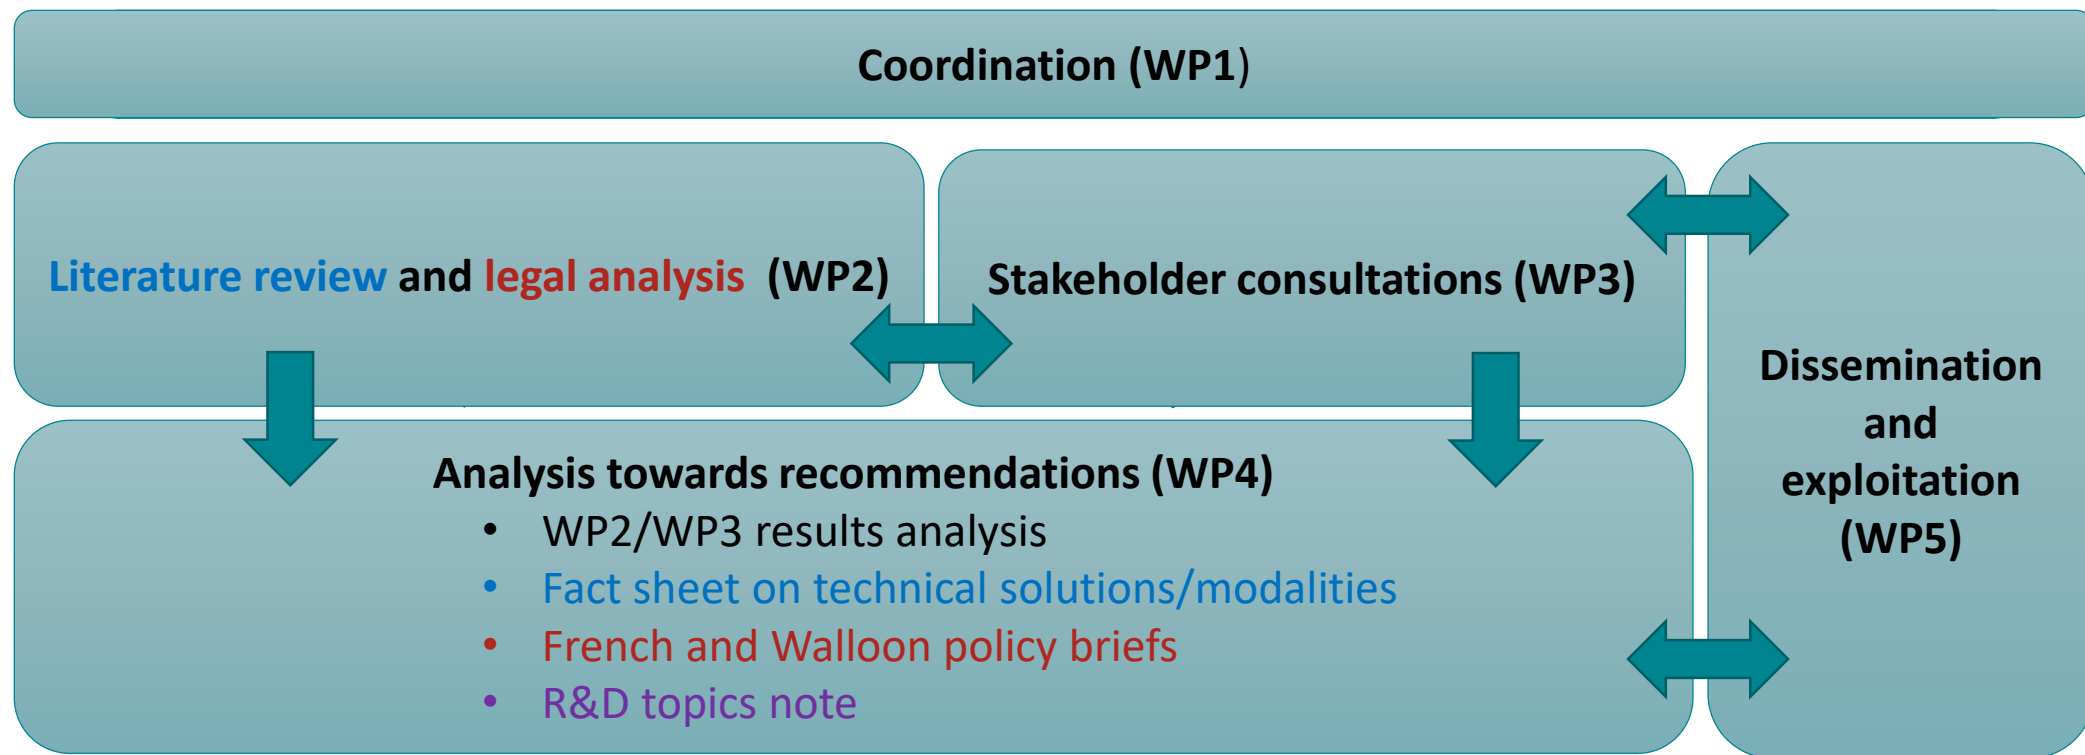 Coordination (WP1)
Literature review and legal analysis (WP2)
Stakeholder consultations (WP3)
Analysis towards recommendations (WP4)
• WP2/WP3 results analysis
• Fact sheet on technical solutions/modalities
• French and Walloon policy briefs
• R&D topics note
Dissemination
and
exploitation
(WP5)